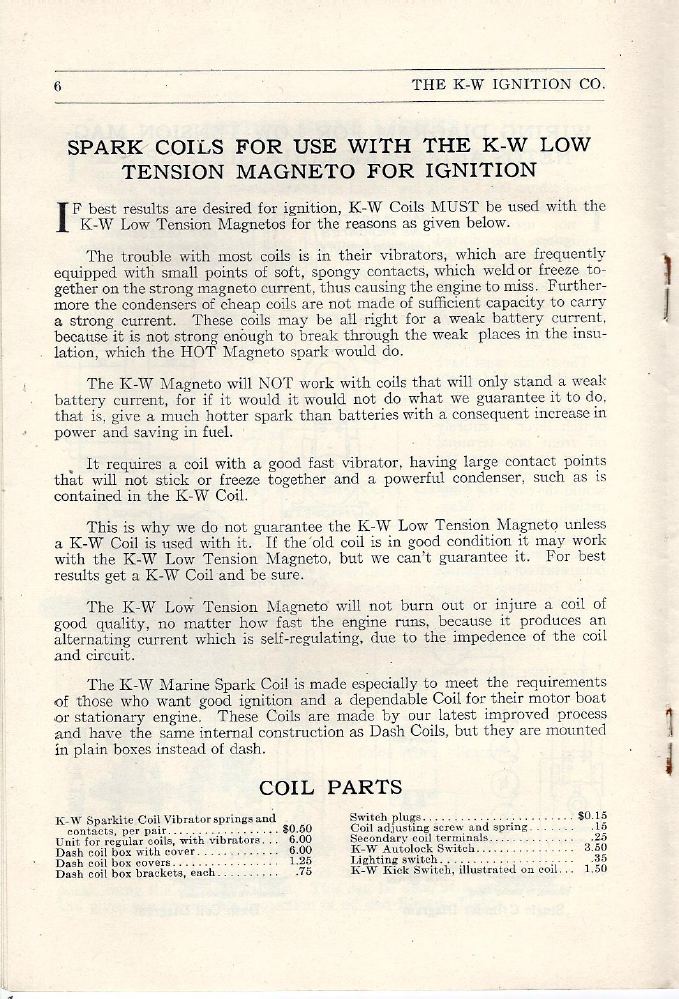 6 THE K-W IGNITION CO.
SPARK COILS FOR USE WITH THE K-W LOW
TENSION MAGNETO FOR IGNITION
IF best results are desired for ignition, K-W Coils MUST be used with the
K-W Low Tension Magnetos for the reasons as given below.
The trouble with most coils is in their vibrators, which are frequently
equipped with small points of soft, spongy contacts, which weld or freeze to-
gether on the strong magneto current, thus causing the engine to miss. Further-
more the condensers of cheap coils are not made of sufficient capacity to carry
a strong current. These coils may be all right for a weak battery current,
because it is not strong enough to break through the weak places in the insu-
lation, which the HOT Magneto spark would do.
The K-W Magneto will NOT work with coils that will only stand a weak
battery current, for if it would it would not do what we guarantee it to do,
that is, give a much hotter spark than batteries with a consequent increase in
power and saving in fuel.
It requires a coil with a good fast vibrator, having large contact points
that will not stick or freeze together and a powerful condenser, such as is
contained in the K-W Coil.
This is why we do not guarantee the K-W Low Tension Magneto unless
a K-W Coil is used with it. If the old coil is in good condition it may work
with the K-W Low Tension Magneto, but we can't guarantee it. For best
results get a K-W Coil and be sure.
The K-W Low Tension Magneto will not burn out or injure a coil of
good quality, no matter how fast the engine runs, because it produces an
alternating current which is self-regulating, due to the impedence of the coil
and circuit.
The K-W Marine Spark Coil is made especially to meet the requirements
of those who want good ignition and a dependable Coil for their motor boat
or stationary engine. These Coils are made by our latest improved process
and have the same internal construction as Dash Coils, but they are mounted
in plain boxes instead of dash.
COIL PARTS
K-W Sparkite Coil Vibrator springs and
contacts, per pair................. $0.50
Unit for regular coils, with vibrators... 6.00
Dash coil box with cover............. 6.00
Dash coil box covers................. 1.25
Dash coil box brackets, each.......... .75
Switch plugs....................... $0.15
Coil adjusting screw and spring....... .15
Secondary coil terminals............. .25
K-W Autolock Switch............... 3.50
Lighting switch..................... .35
K-W Kick Switch, illustrated on coil... 1.50